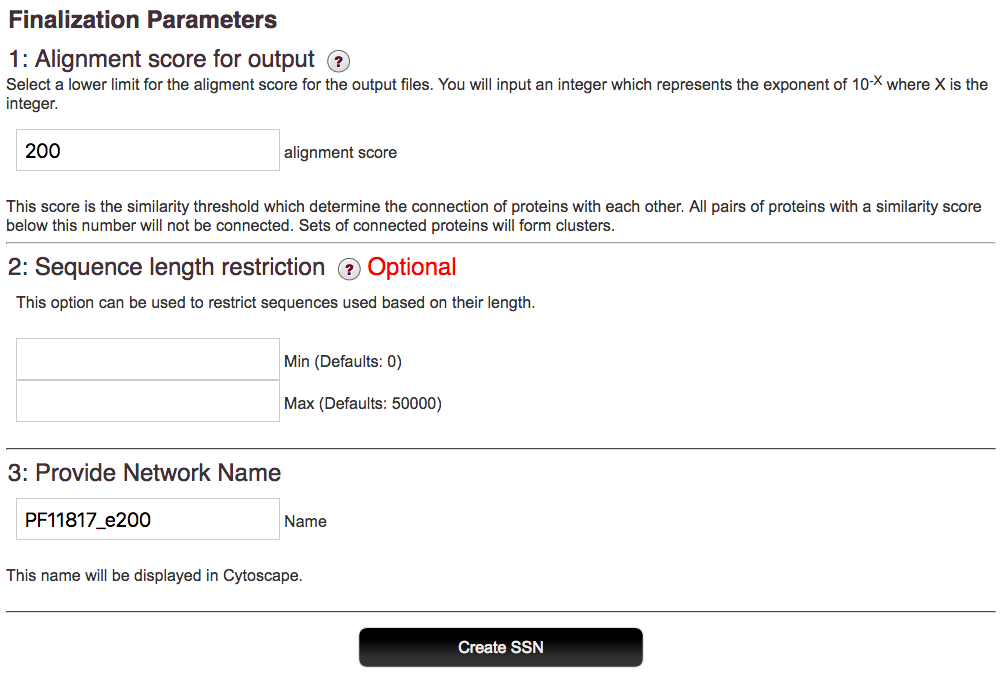 Finalization Parameters
1: Alignment score for output ?
Select a lower limit for the aligment score for the output files. You will input an integer which represents the exponent of 10-X where X is the
integer.
200 alignment score
This score is the similarity threshold which determine the connection of proteins with each other. All pairs of proteins with a similarity score
below this number will not be connected. Sets of connected proteins will form clusters.
2: Sequence length restriction ? Optional
This option can be used to restrict sequences used based on their length.
Min (Defaults: 0)
Max (Defaults: 50000)
3: Provide Network Name
PF11817_e200 Name
This name will be displayed in Cytoscape.
Create SSN